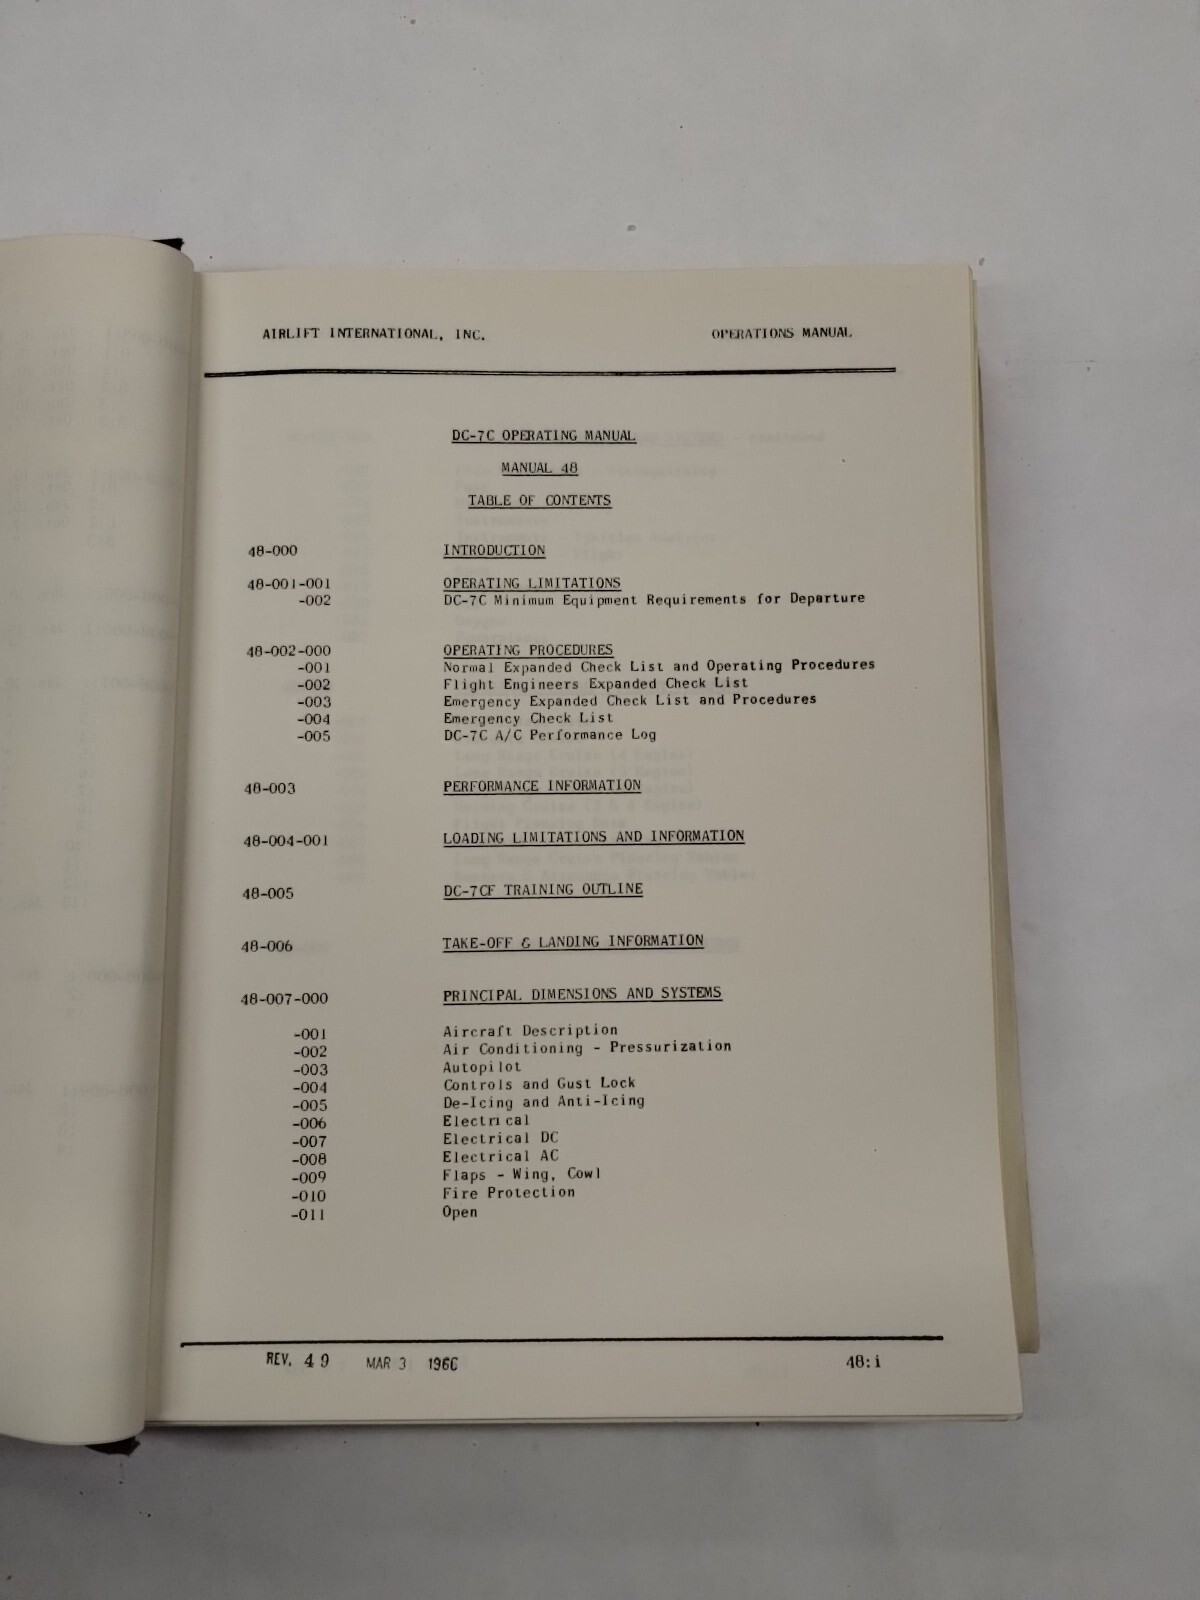 AIRLIFT INTERNATIONAL, INC. OPERATIONS MANUAL
DC-7C OPERATING MANUAL
MANUAL 48
TABLE OF CONTENTS
48-000 INTRODUCTION
48-001-001 OPERATING LIMITATIONS
-002 DC-7C Minimum Equipment Requirements for Departure
48-002-000 OPERATING PROCEDURES
-001 Normal Expanded Check List and Operating Procedures
-002 Flight Engineers Expanded Check List
-003 Emergency Expanded Check List and Procedures
-004 Emergency Check List
-005 DC-7C A/C Performance Log
48-003 PERFORMANCE INFORMATION
48-004-001 LOADING LIMITATIONS AND INFORMATION
48-005 DC-7CF TRAINING OUTLINE
48-006 TAKE-OFF & LANDING INFORMATION
48-007-000 PRINCIPAL DIMENSIONS AND SYSTEMS
-001 Aircraft Description
-002 Air Conditioning - Pressurization
-003 Autopilot
-004 Controls and Gust Lock
-005 De-Icing and Anti-Icing
-006 Electrical
-007 Electrical DC
-008 Electrical AC
-009 Flaps - Wing, Cowl
-010 Fire Protection
-011 Open
REV. 49 MAR 3 1966 48:i